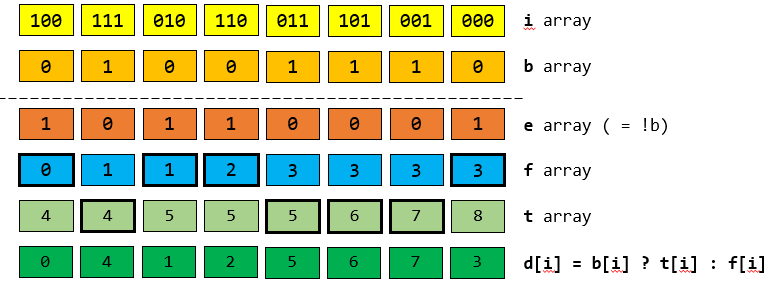 100 111 010 110 011 101 001 000 i array
0 1 0 0 1 1 1 0 b array
1 0 1 1 0 0 0 1 e array ( = !b)
0 1 1 2 3 3 3 3 f array
4 4 5 5 5 6 7 8 t array
0 4 1 2 5 6 7 3 d[i] = b[i] ? t[i] : f[i]